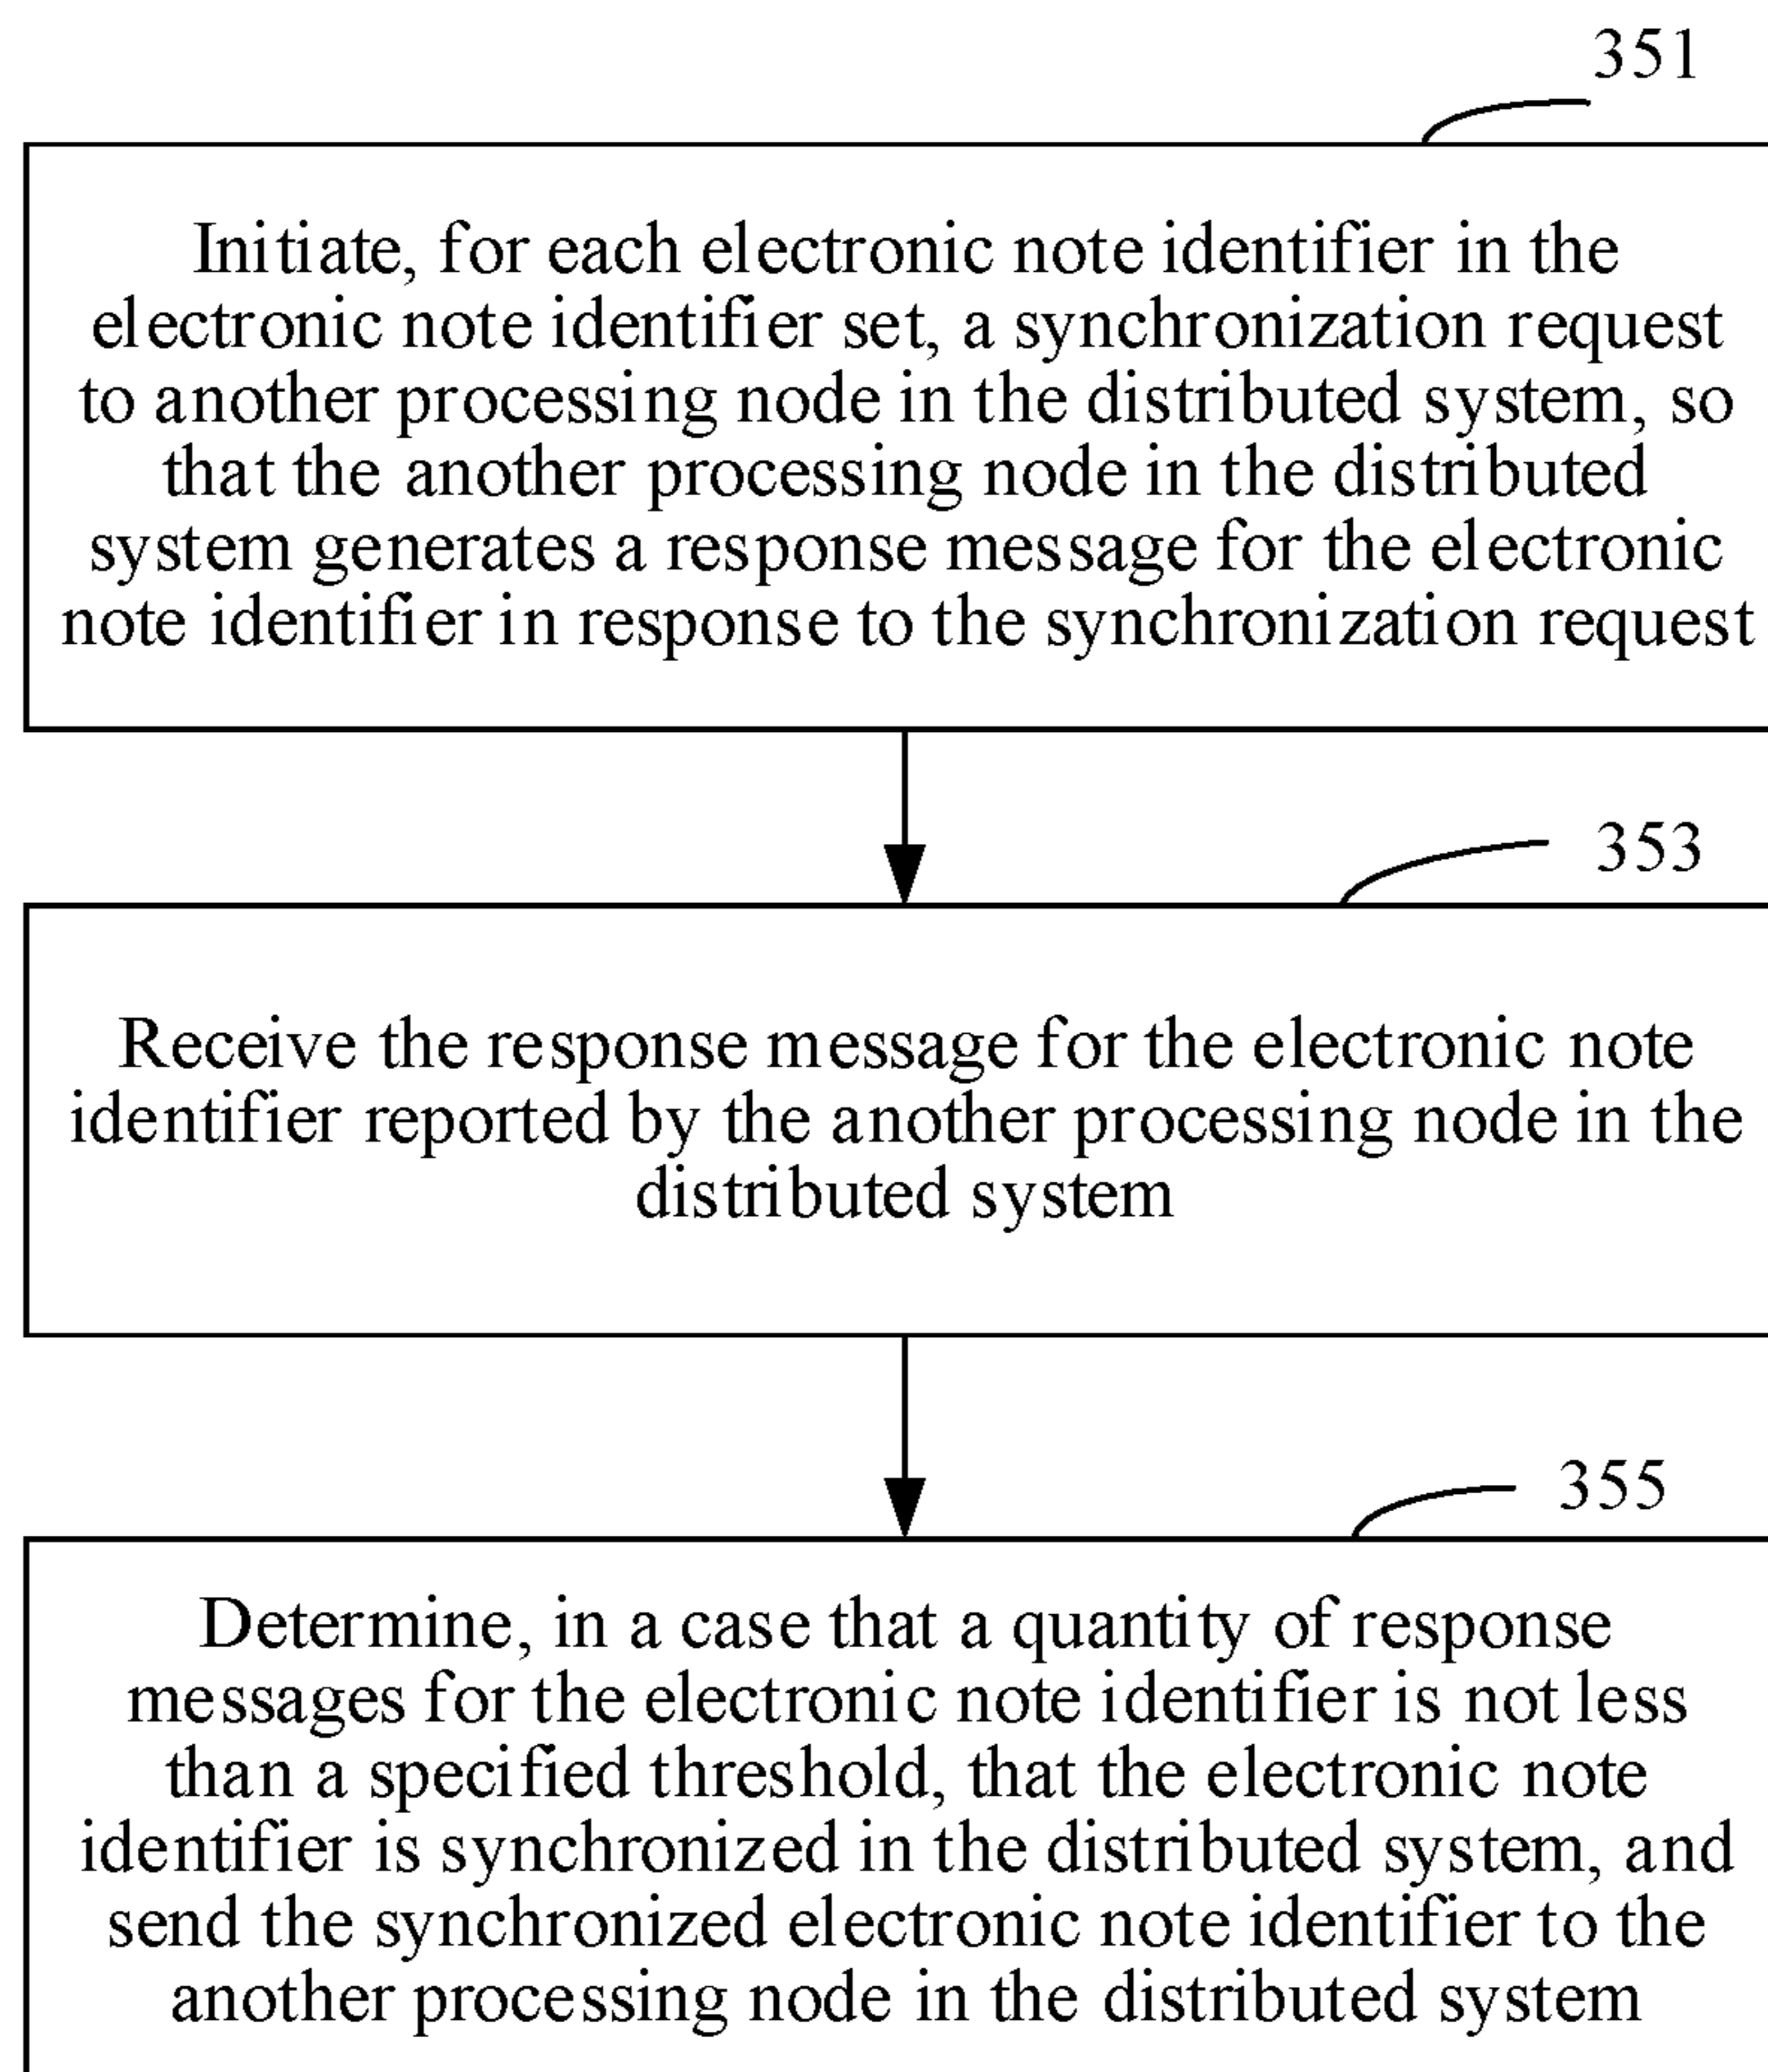 351
Initiate, for each electronic note identifier in the
electronic note identifier set, a synchronization request
to another processing node in the distributed system, so
that the another processing node in the distributed
system generates a response message for the electronic
note identifier in response to the synchronization request
353
Receive the response message for the electronic note
identifier reported by the another processing node in the
distributed system
355
Determine, in a case that a quantity of response
messages for the electronic note identifier is not less
than a specified threshold, that the electronic note
identifier is synchronized in the distributed system, and
send the synchronized electronic note identifier to the
another processing node in the distributed system